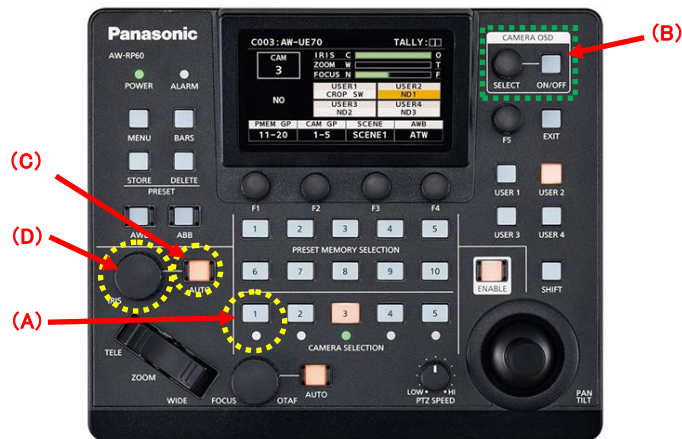 Panasonic
AW-RP60
POWER ALARM
MENU BARS
STORE DELETE
PRESET
AWB ABB
IRIS
AUTO
TELE
ZOOM
WIDE
C003:AW-UE70 TALLY:
CAM
3
NO
IRIS C O
ZOOM W T
FOCUS N F
USER1 USER2
CROP SW ND1
USER3 USER4
ND2 ND3
PMEM GP CAM GP SCENE AWB
11-20 1-5 SCENE1 ATW
F1 F2 F3 F4
1 2 3 4 5
PRESET MEMORY SELECTION
6 7 8 9 10
1 2 3 4 5
CAMERA SELECTION
FOCUS OTAF
AUTO
LOW HI
PTZ SPEED
CAMERA OSD
SELECT ON/OFF
F5 EXIT
USER 1 USER 2
USER 3 USER 4
ENABLE SHIFT
PAN
TILT
(A)
(B)
(C)
(D)